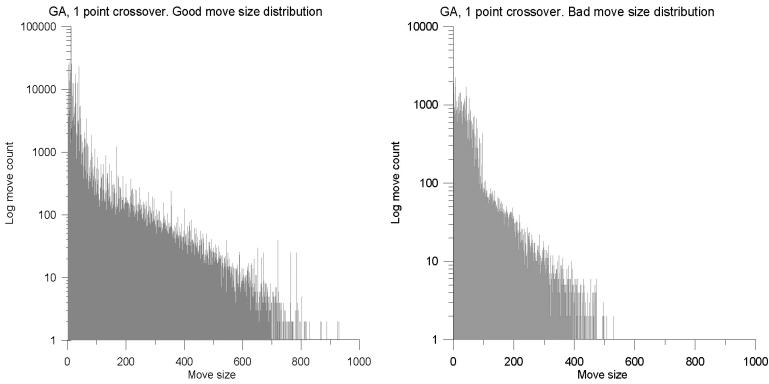 GA, 1 point crossover. Good move size distribution
100000
10000
1000
100
10
1
Log move count
0 200 400 600 800 1000
Move size
GA, 1 point crossover. Bad move size distribution
10000
1000
100
10
1
Log move count
0 200 400 600 800 1000
Move size